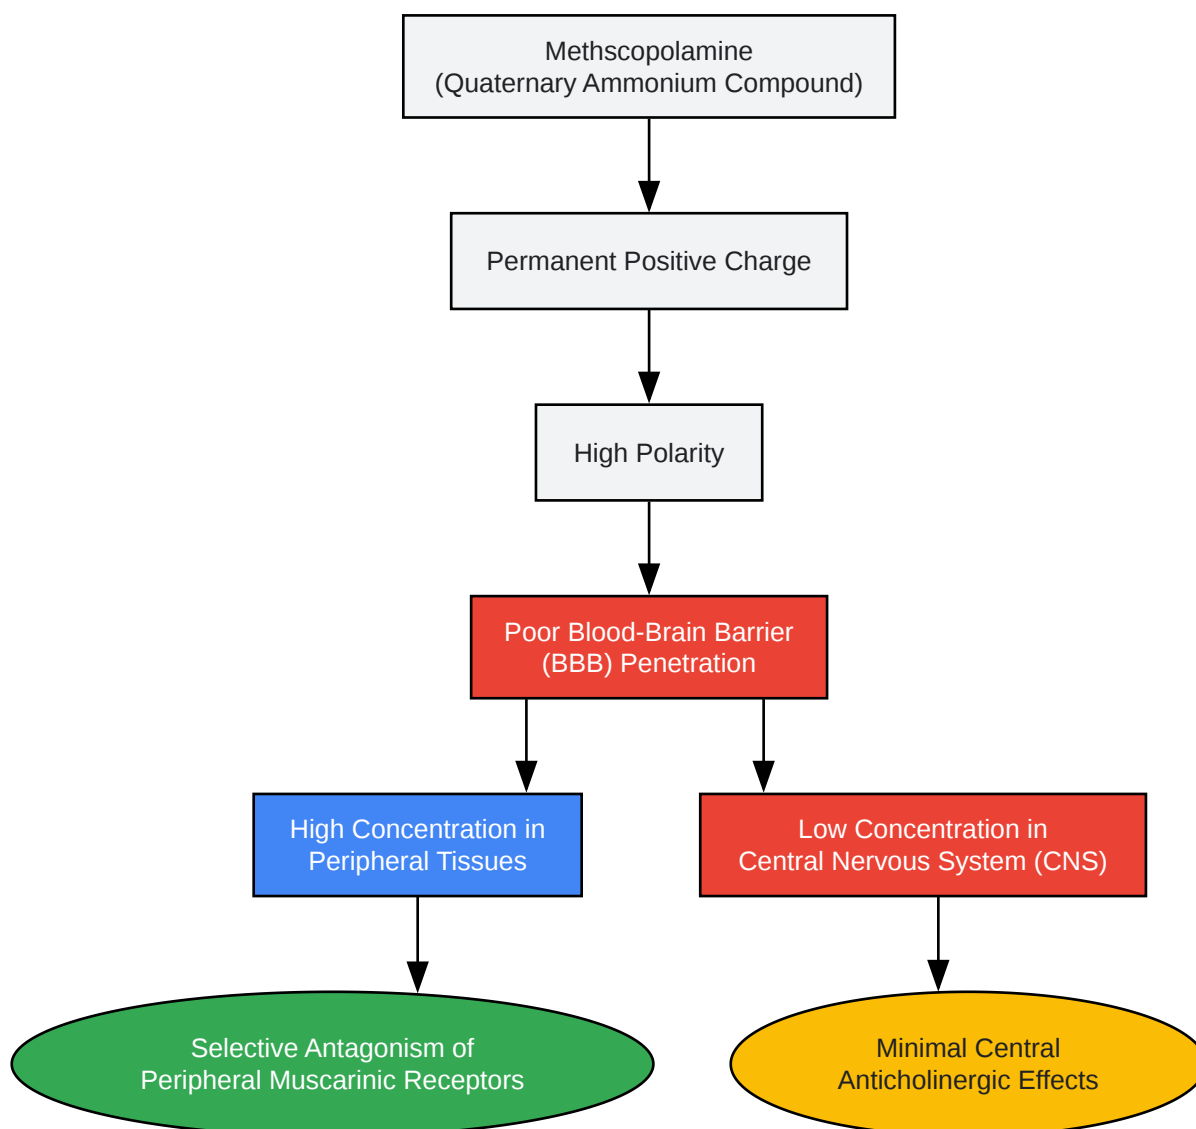 Methscopolamine
(Quaternary Ammonium Compound)
Permanent Positive Charge
High Polarity
Poor Blood-Brain Barrier
(BBB) Penetration
High Concentration in
Peripheral Tissues
Low Concentration in
Central Nervous System (CNS)
Selective Antagonism of
Peripheral Muscarinic Receptors
Minimal Central
Anticholinergic Effects